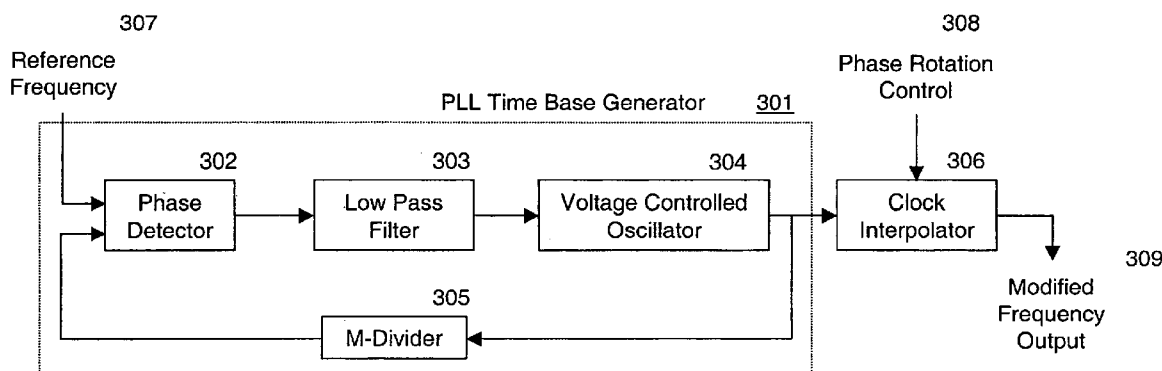 307
Reference
Frequency
308
Phase Rotation
Control
PLL Time Base Generator 301
302
Phase
Detector
303
Low Pass
Filter
304
Voltage Controlled
Oscillator
306
Clock
Interpolator
305
M-Divider
309
Modified
Frequency
Output